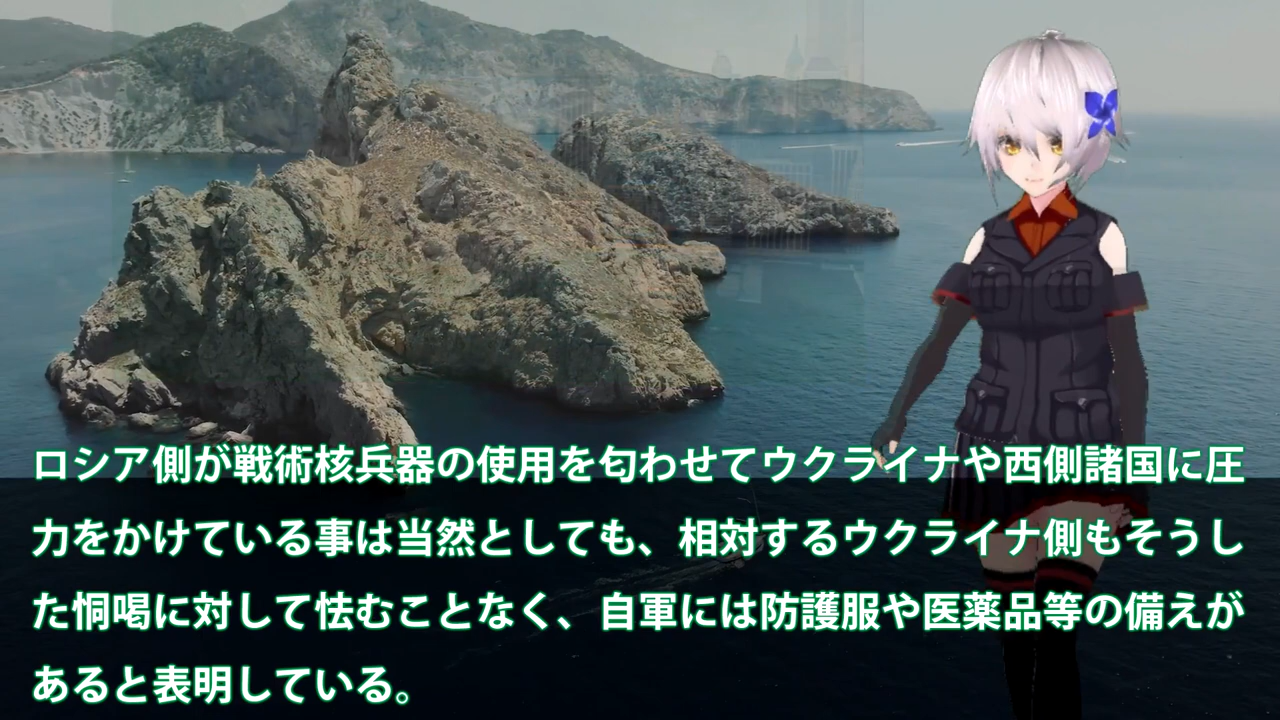 ロシア側が戦術核兵器の使用を匂わせてウクライナや西側諸国に圧
力をかけている事は当然としても、相対するウクライナ側もそうし
た恫喝に対して怯むことなく、自軍には防護服や医薬品等の備えが
あると表明している。